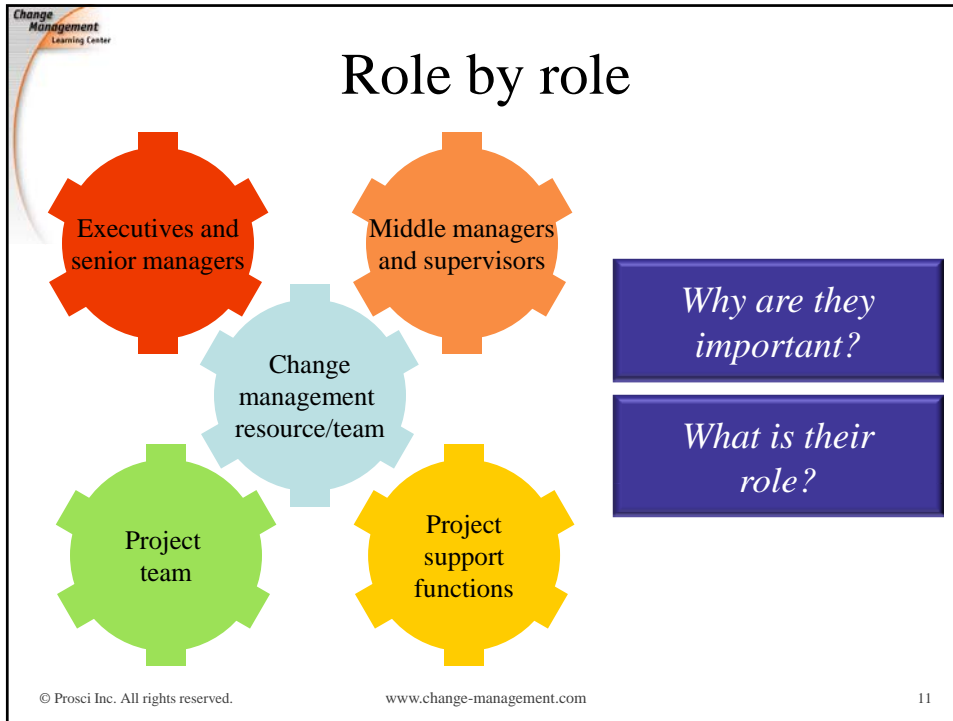 Change
Management
Learning Center
Role by role
Executives and
senior managers
Middle managers
and supervisors
Change
management
resource/team
Project
team
Project
support
functions
Why are they
important?
What is their
role?
© Prosci Inc. All rights reserved.
www.change-management.com
11